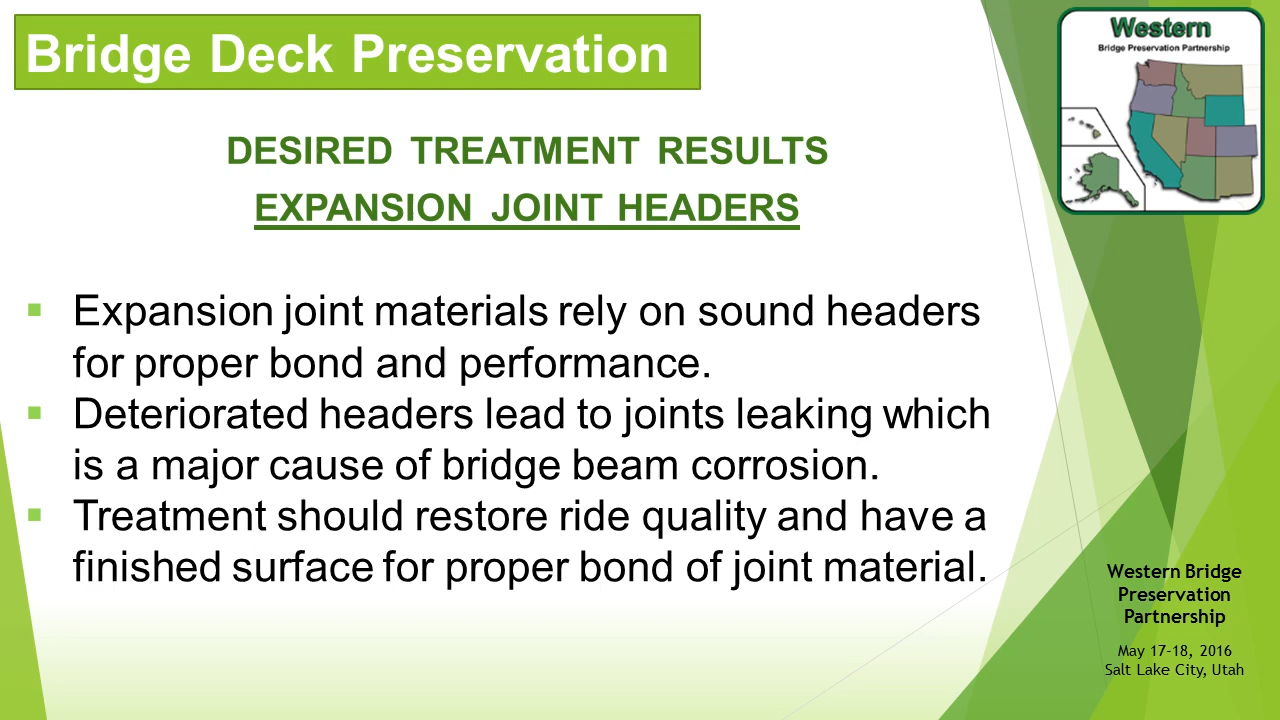 Bridge Deck Preservation
Western
Bridge Preservation Partnership
DESIRED TREATMENT RESULTS
EXPANSION JOINT HEADERS
▪ Expansion joint materials rely on sound headers
for proper bond and performance.
▪ Deteriorated headers lead to joints leaking which
is a major cause of bridge beam corrosion.
▪ Treatment should restore ride quality and have a
finished surface for proper bond of joint material.
Western Bridge
Preservation
Partnership
May 17-18, 2016
Salt Lake City, Utah